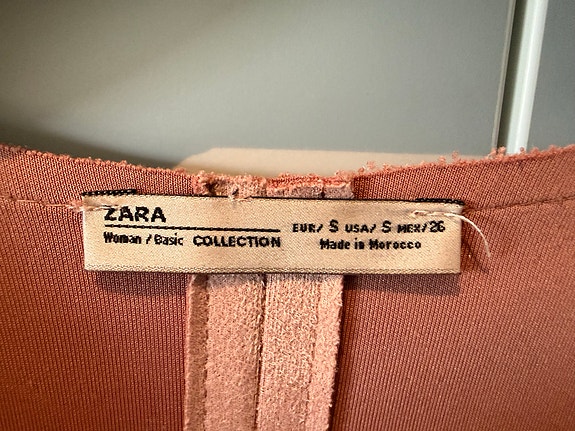 ZARA
Woman / Basic COLLECTION
EUR/ S USA/ S MEX/26
Made in Morocco